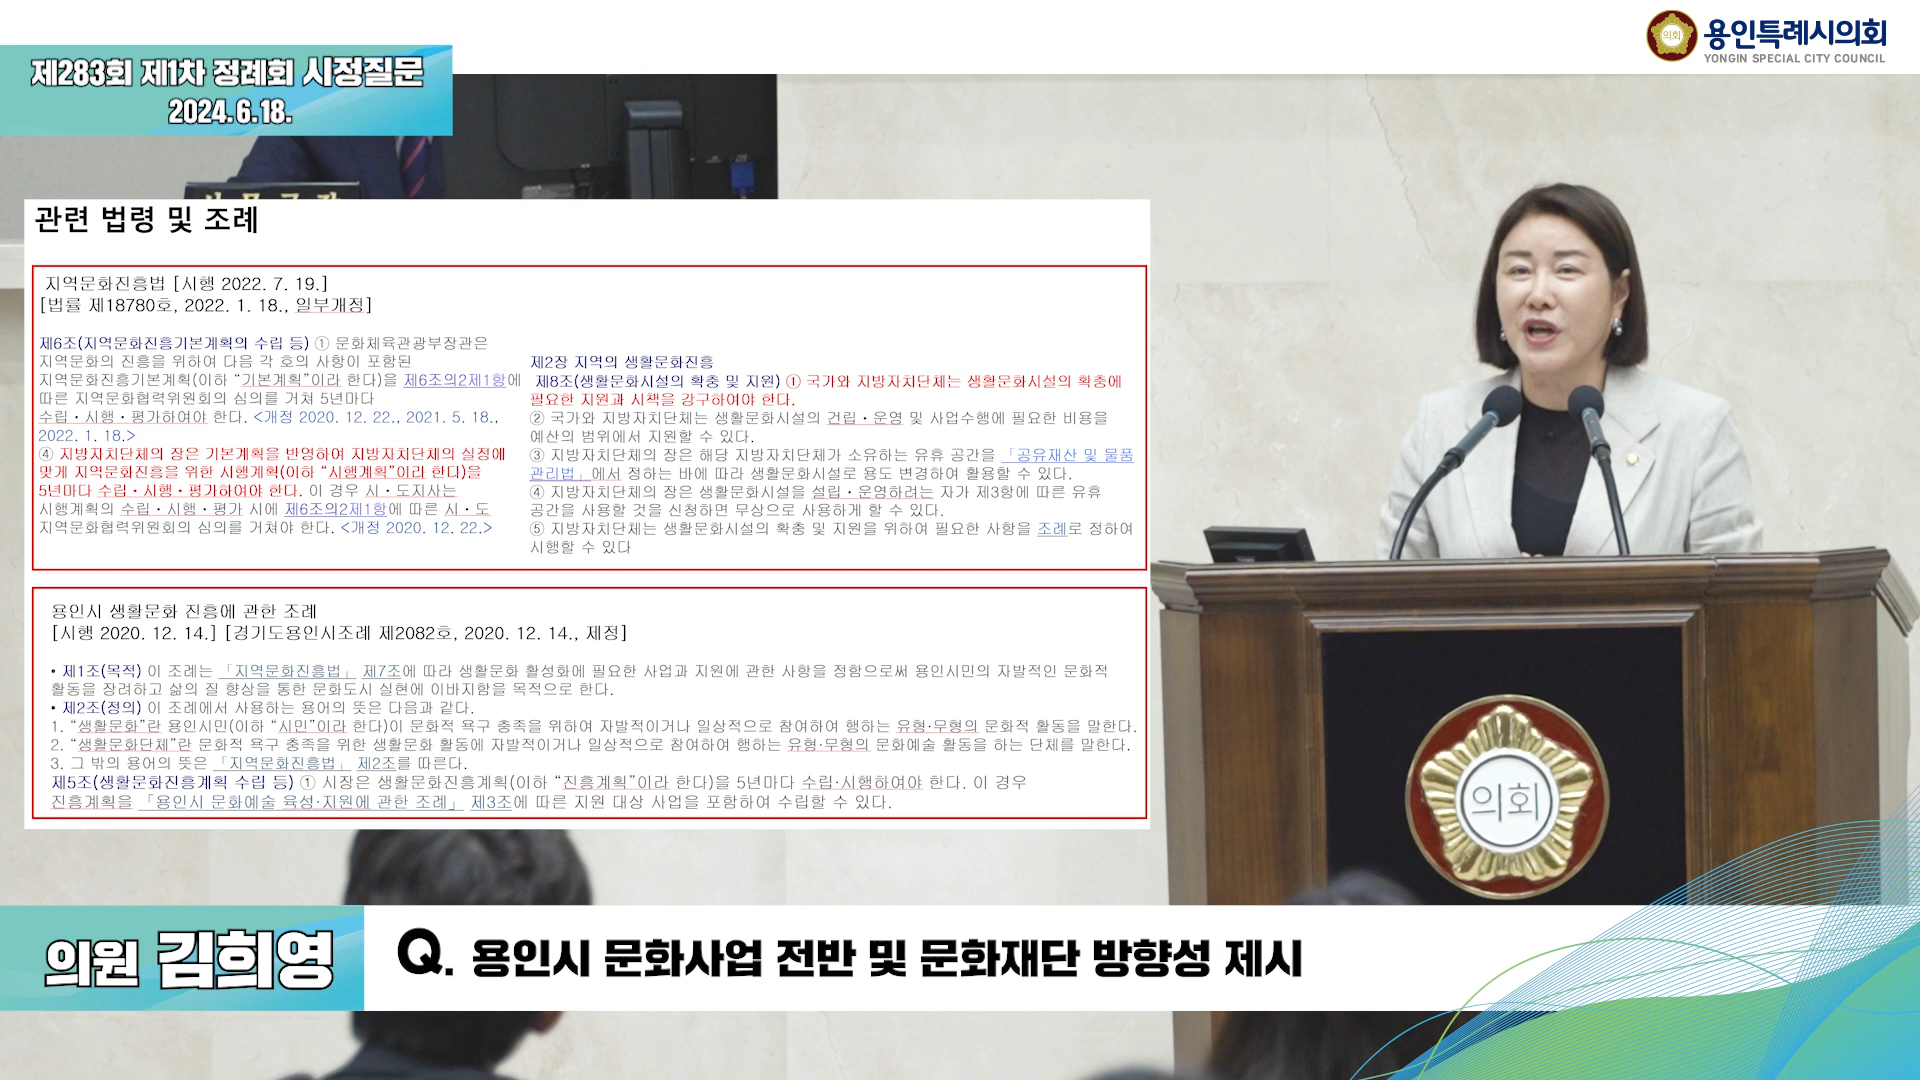 의회
용인특례시의회
YONGIN SPECIAL CITY COUNCIL
제283회 제1차 정례회 시정질문
2024.6.18.
관련 법령 및 조례
지역문화진흥법 [시행 2022. 7. 19.]
[법률 제18780호, 2022. 1. 18., 일부개정]
제6조(지역문화진흥기본계획의 수립 등) ① 문화체육관광부장관은
지역문화의 진흥을 위하여 다음 각 호의 사항이 포함된
지역문화진흥기본계획(이하 “기본계획”이라 한다)을 제6조의2제1항에
따른 지역문화협력위원회의 심의를 거쳐 5년마다
수립・시행・평가하여야 한다. <개정 2020. 12. 22., 2021. 5. 18.,
2022. 1. 18.>
④ 지방자치단체의 장은 기본계획을 반영하여 지방자치단체의 실정에
맞게 지역문화진흥을 위한 시행계획(이하 “시행계획”이라 한다)을
5년마다 수립・시행・평가하여야 한다. 이 경우 시・도지사는
시행계획의 수립・시행・평가 시에 제6조의2제1항에 따른 시・도
지역문화협력위원회의 심의를 거쳐야 한다. <개정 2020. 12. 22.>
제2장 지역의 생활문화진흥
제8조(생활문화시설의 확충 및 지원) ① 국가와 지방자치단체는 생활문화시설의 확충에
필요한 지원과 시책을 강구하여야 한다.
② 국가와 지방자치단체는 생활문화시설의 건립・운영 및 사업수행에 필요한 비용을
예산의 범위에서 지원할 수 있다.
③ 지방자치단체의 장은 해당 지방자치단체가 소유하는 유휴 공간을 「공유재산 및 물품
관리법」에서 정하는 바에 따라 생활문화시설로 용도 변경하여 활용할 수 있다.
④ 지방자치단체의 장은 생활문화시설을 설립・운영하려는 자가 제3항에 따른 유휴
공간을 사용할 것을 신청하면 무상으로 사용하게 할 수 있다.
⑤ 지방자치단체는 생활문화시설의 확충 및 지원을 위하여 필요한 사항을 조례로 정하여
시행할 수 있다
용인시 생활문화 진흥에 관한 조례
[시행 2020. 12. 14.] [경기도용인시조례 제2082호, 2020. 12. 14., 제정]
• 제1조(목적) 이 조례는 「지역문화진흥법」 제7조에 따라 생활문화 활성화에 필요한 사업과 지원에 관한 사항을 정함으로써 용인시민의 자발적인 문화적
활동을 장려하고 삶의 질 향상을 통한 문화도시 실현에 이바지함을 목적으로 한다.
• 제2조(정의) 이 조례에서 사용하는 용어의 뜻은 다음과 같다.
1. “생활문화”란 용인시민(이하 “시민”이라 한다)이 문화적 욕구 충족을 위하여 자발적이거나 일상적으로 참여하여 행하는 유형·무형의 문화적 활동을 말한다.
2. “생활문화단체”란 문화적 욕구 충족을 위한 생활문화 활동에 자발적이거나 일상적으로 참여하여 행하는 유형·무형의 문화예술 활동을 하는 단체를 말한다.
3. 그 밖의 용어의 뜻은 「지역문화진흥법」 제2조를 따른다.
제5조(생활문화진흥계획 수립 등) ① 시장은 생활문화진흥계획(이하 “진흥계획”이라 한다)을 5년마다 수립·시행하여야 한다. 이 경우
진흥계획을 「용인시 문화예술 육성·지원에 관한 조례」 제3조에 따른 지원 대상 사업을 포함하여 수립할 수 있다.
의회
의원 김희영
Q. 용인시 문화사업 전반 및 문화재단 방향성 제시